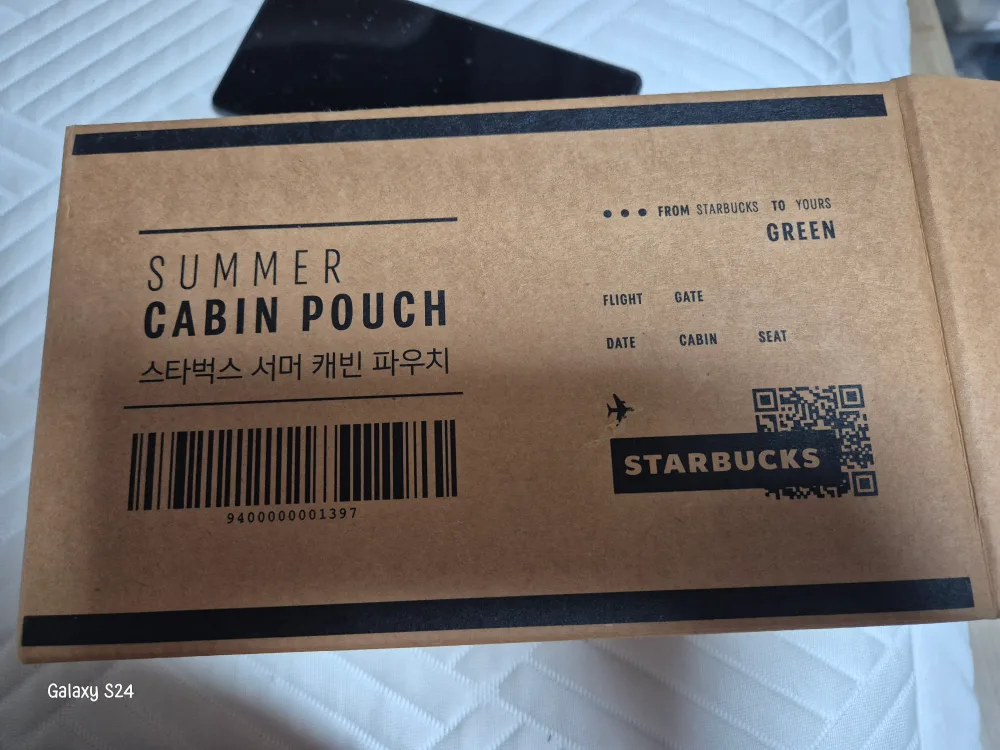 SUMMER
CABIN POUCH
스타벅스 서머 캐빈 파우치
9400000001397
••• FROM STARBUCKS TO YOURS
GREEN
FLIGHT GATE
DATE CABIN SEAT
STARBUCKS
Galaxy S24